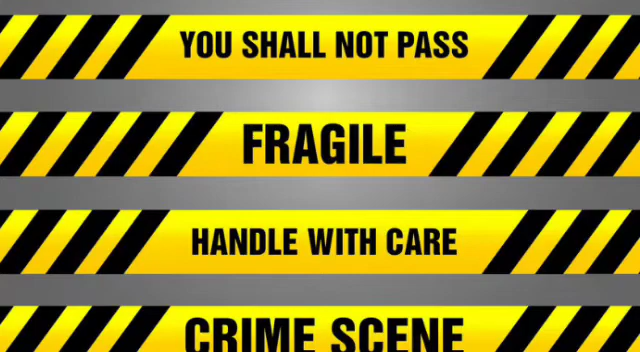 YOU SHALL NOT PASS
FRAGILE
HANDLE WITH CARE
CRIME SCENE